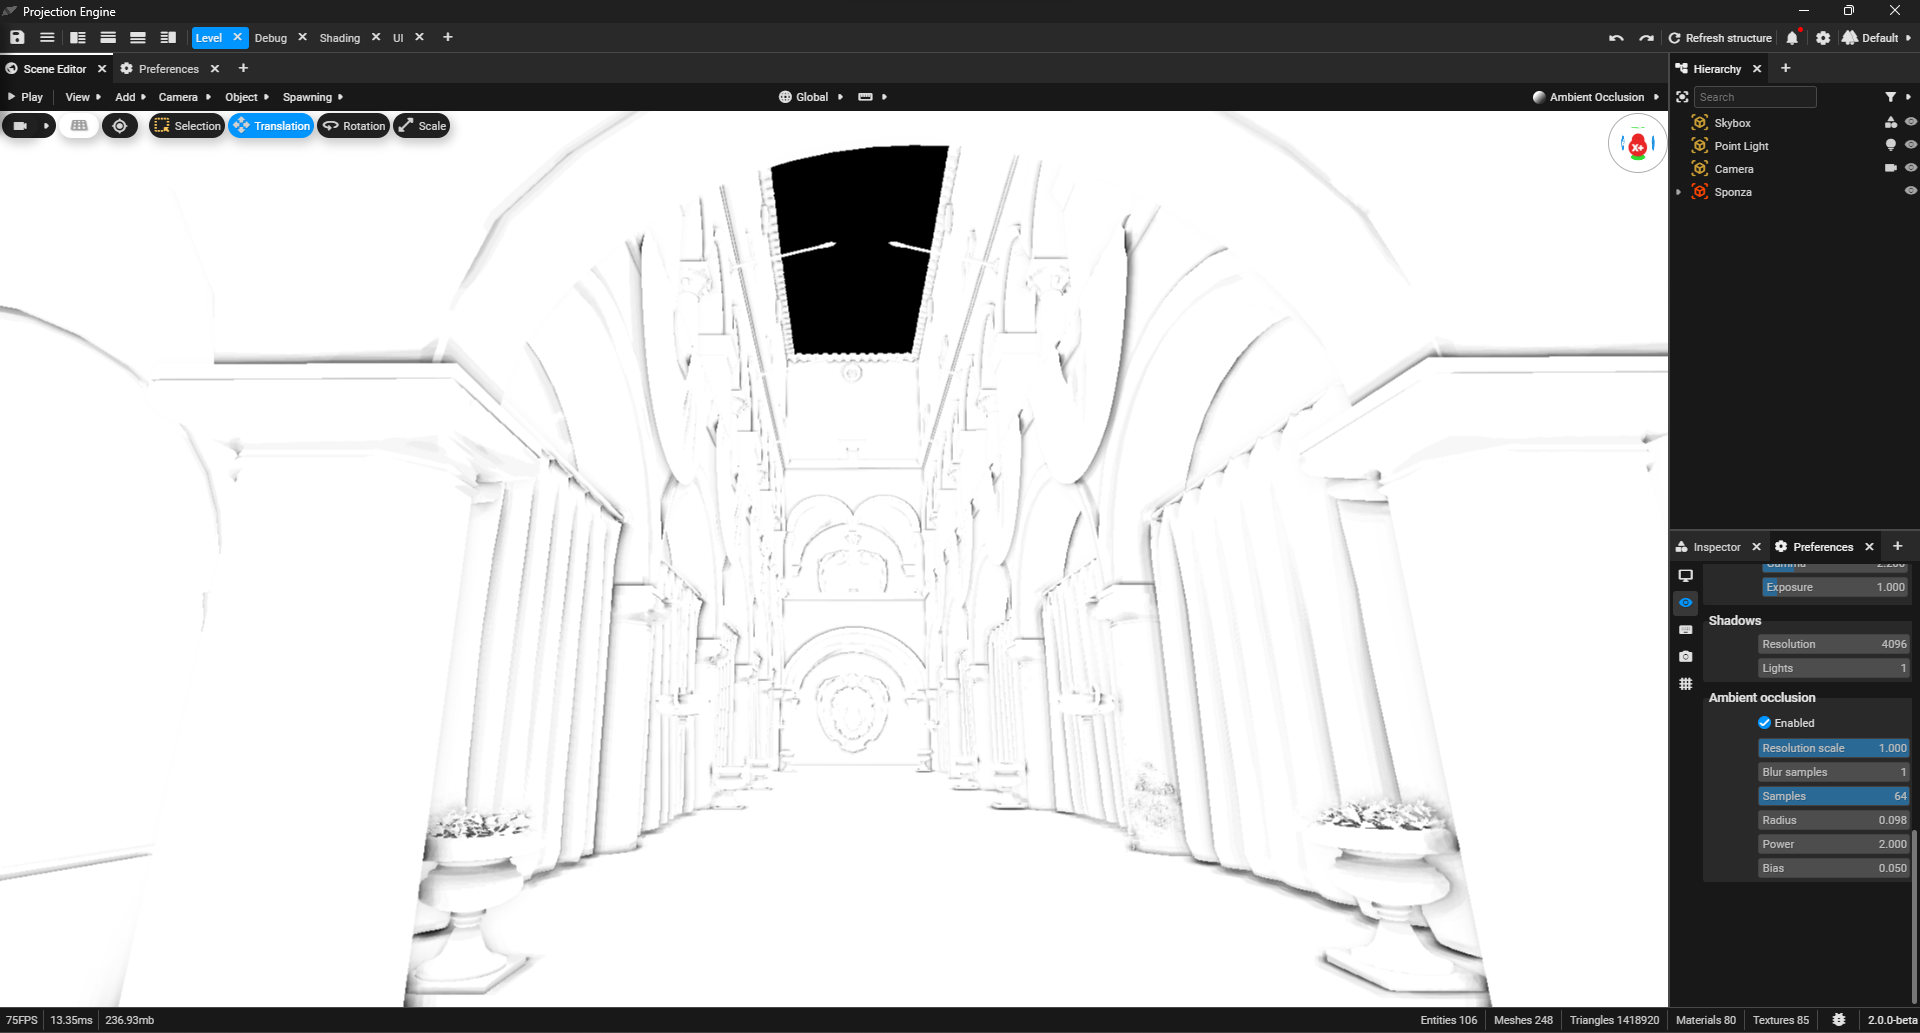 Projection Engine
Level Debug Shading UI Refresh structure Default
Scene Editor Preferences Hierarchy
Play View Add Camera Object Spawning Global Ambient Occlusion Search
Selection Translation Rotation Scale
X+
Skybox
Point Light
Camera
Sponza
Inspector Preferences
Gamma 2.200
Exposure 1.000
Shadows
Resolution 4096
Lights 1
Ambient occlusion
Enabled
Resolution scale 1.000
Blur samples 1
Samples 64
Radius 0.098
Power 2.000
Bias 0.050
75FPS 13.35ms 236.93mb Entities 106 Meshes 248 Triangles 1418920 Materials 80 Textures 85 2.0.0-beta